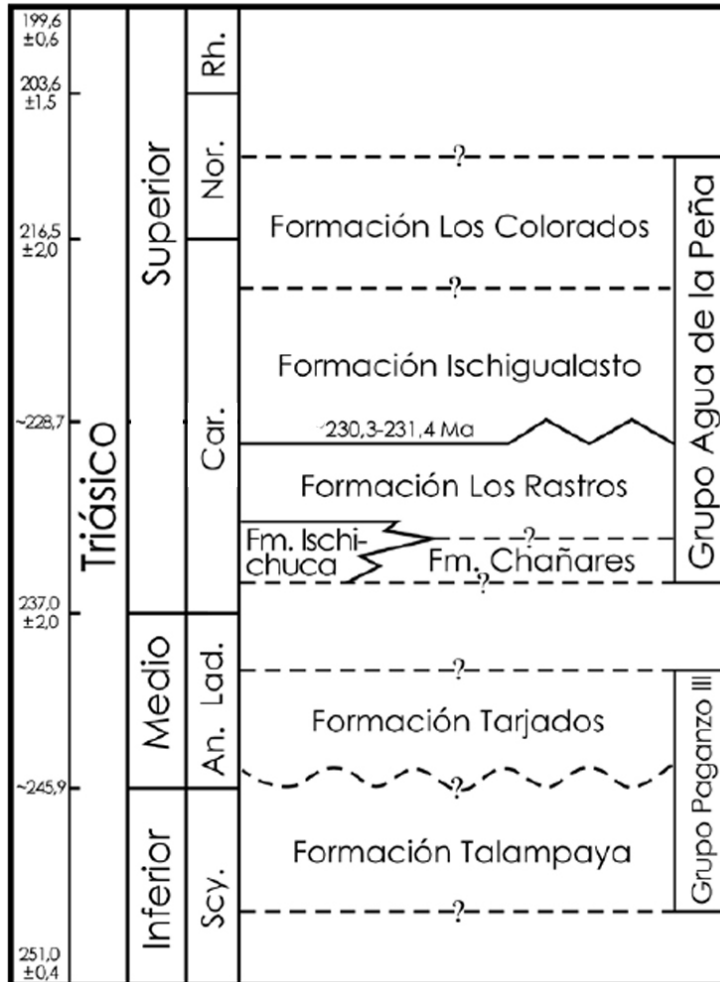 199,6
±0,6
203,6
±1,5
216,5
±2,0
~228,7
237,0
±2,0
~245,9
251,0
±0,4
Triásico
Superior
Medio
Inferior
Rh.
Nor.
Car.
Lad.
An.
Scy.
?
Formación Los Colorados
?
Formación Ischigualasto
230,3-231,4 Ma
Formación Los Rastros
Fm. Ischi-
chuca
?
Fm. Chañares
?
?
Formación Tarjados
?
Formación Talampaya
?
Grupo Agua de la Peña
Grupo Paganzo III